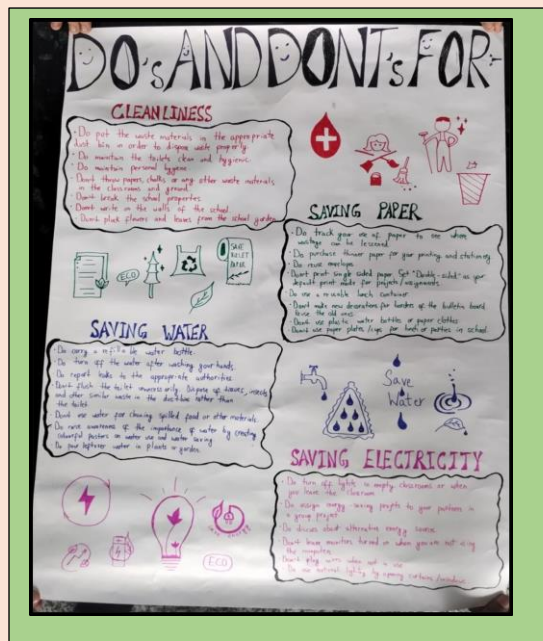 DO's AND DONT's FOR:-
CLEANLINESS
· Do put the waste materials in the appropriate
dust bin in order to dispose waste properly.
· Do maintain the toilets clean and hygienic.
· Do maintain personal hygiene.
· Don't throw papers, chalks or any other waste materials
in the classrooms and ground.
· Don't break the school properties.
· Don't write on the walls of the school.
· Don't pluck flowers and leaves from the school garden.
ECO
SAVE
TOILET
PAPER
SAVING PAPER
· Do track your use of paper to see where
wastage can be lessened.
· Do purchase thinner paper for your printing and stationery
· Do reuse envelops.
· Don't print single sided paper. Set "Double-sided" as your
default print mode for projects/assignments.
· Do use a reusable lunch container.
· Don't make new decorations for borders of the bulletin board
Reuse the old ones.
· Don't use plastic water bottles or paper clothes.
· Don't use paper plates/cups for lunch or parties in school.
SAVING WATER
· Do carry a refillable water bottle.
· Do turn off the water after washing your hands.
· Do report leaks to the appropriate authorities.
· Don't flush the toilet unnecessarily. Dispose of tissues, insects
and other similar waste in the dustbin rather than
the toilet.
· Dont use water for cleaning spilled food or other materials.
· Do raise awareness of the importance of water by creating
colourful posters on water use and water saving
· Do pour leftover water in plants or garden.
Save
Water
SAVING ELECTRICITY
· Do turn off lights in empty classrooms or when
you leave the classroom.
· Do assign energy-saving projects to your partners in
a group project.
· Do discuss about alternative energy source.
· Dont leave monitors turned on when you are not using
the computer.
· Don't plug wires when not in use.
· Do use natural lights by opening curtains/windows.
ECO